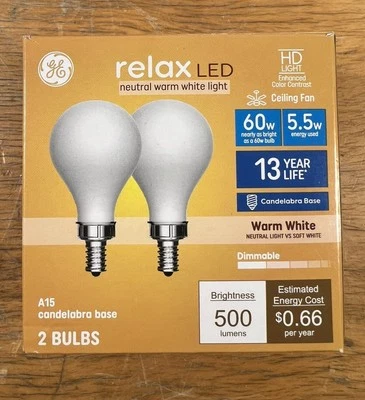 GE
relax LED
neutral warm white light
HD
LIGHT
Enhanced
Color Contrast
Ceiling Fan
60w
nearly as bright
as a 60w bulb
5.5w
energy used
13 YEAR
LIFE*
Candelabra Base
Warm White
NEUTRAL LIGHT VS SOFT WHITE
Dimmable
A15
candelabra base
2 BULBS
Brightness
500
lumens
Estimated
Energy Cost
$0.66
per year